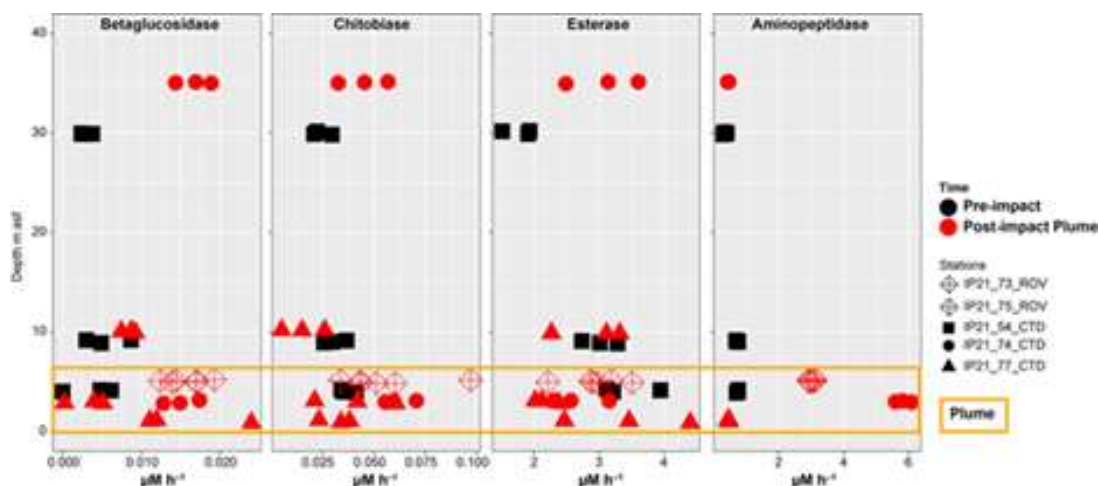 Betaglucosidase Chitobiase Esterase Aminopeptidase
40
30
20
10
0
Depth m asf
0.000 0.010 0.020 0.025 0.050 0.075 0.100 2 3 4 2 4 6
µM h⁻¹ µM h⁻¹ µM h⁻¹ µM h⁻¹
Time
Pre-impact
Post-impact Plume
Stations
IP21_73_ROV
IP21_75_ROV
IP21_54_CTD
IP21_74_CTD
IP21_77_CTD
Plume